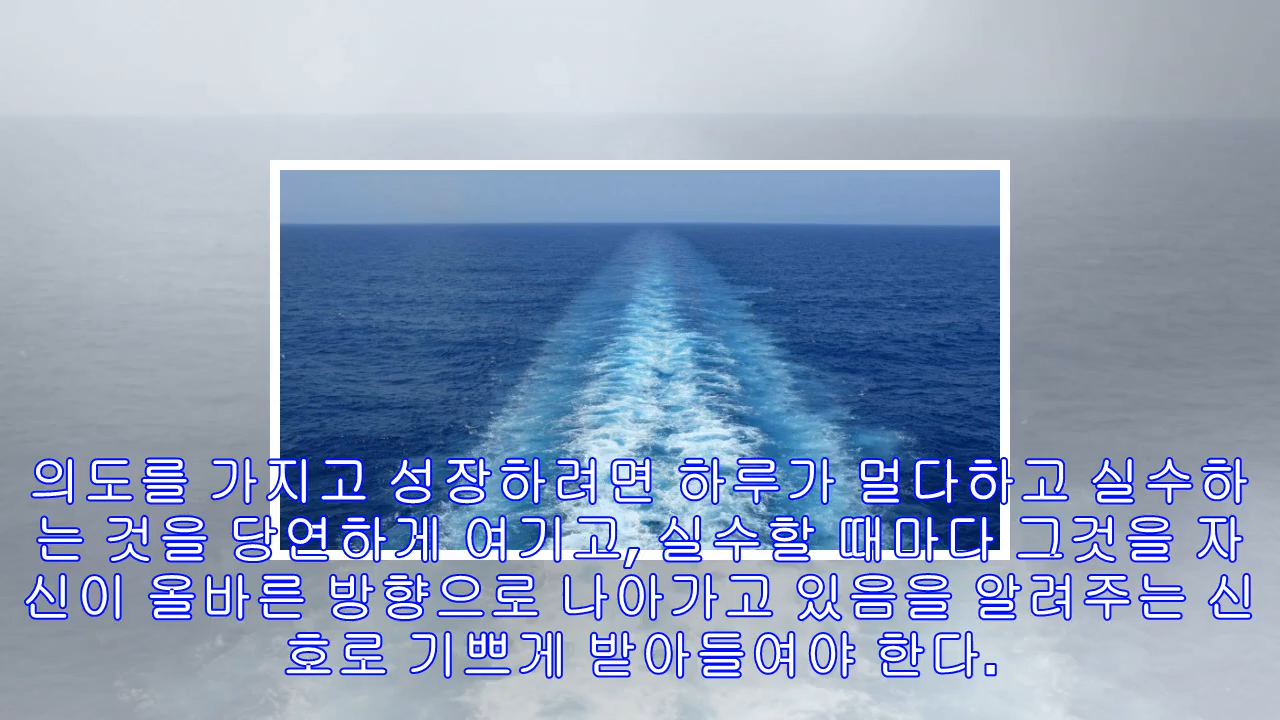 의도를 가지고 성장하려면 하루가 멀다하고 실수하
는 것을 당연하게 여기고, 실수할 때마다 그것을 자
신이 올바른 방향으로 나아가고 있음을 알려주는 신
호로 기쁘게 받아들여야 한다.